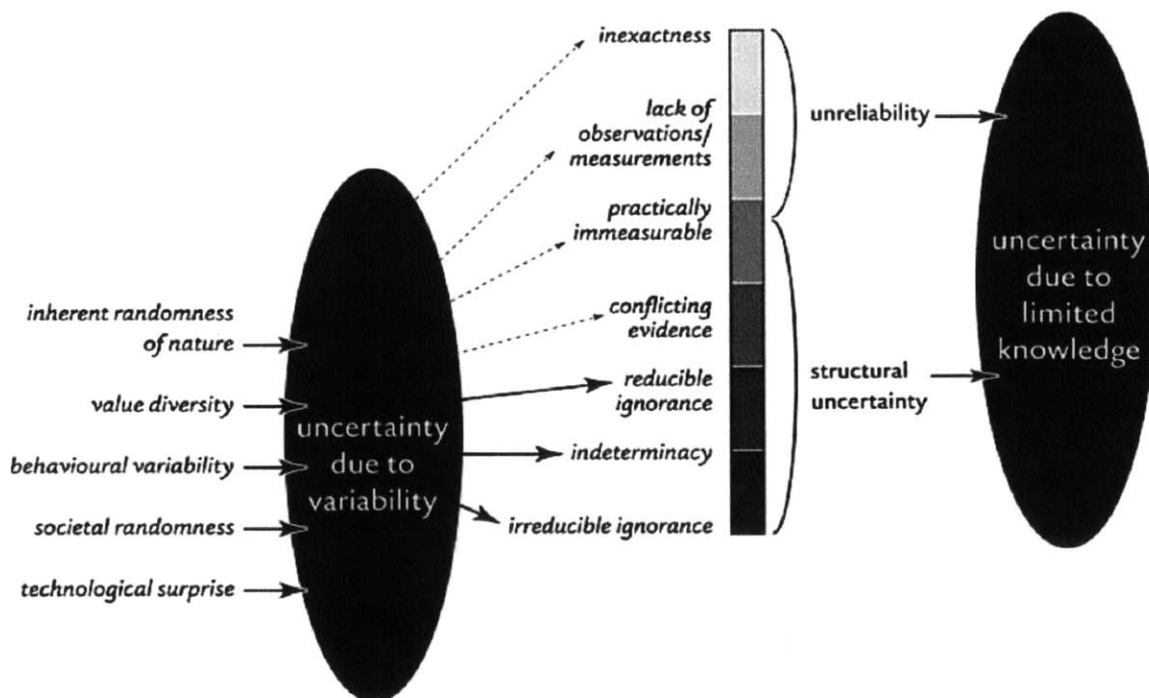 inherent randomness
of nature
value diversity
behavioural variability
societal randomness
technological surprise
uncertainty
due to
variability
inexactness
lack of
observations/
measurements
practically
immeasurable
conflicting
evidence
reducible
ignorance
indeterminacy
irreducible ignorance
unreliability
structural
uncertainty
uncertainty
due to
limited
knowledge